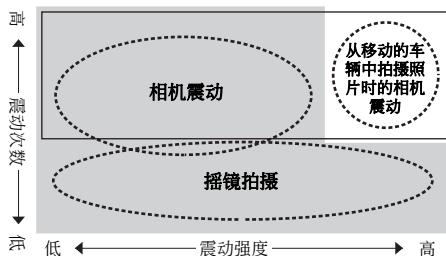 高
震动次数
低
相机震动
从移动的车
辆中拍摄照
片时的相机
震动
摇镜拍摄
低
震动强度
高